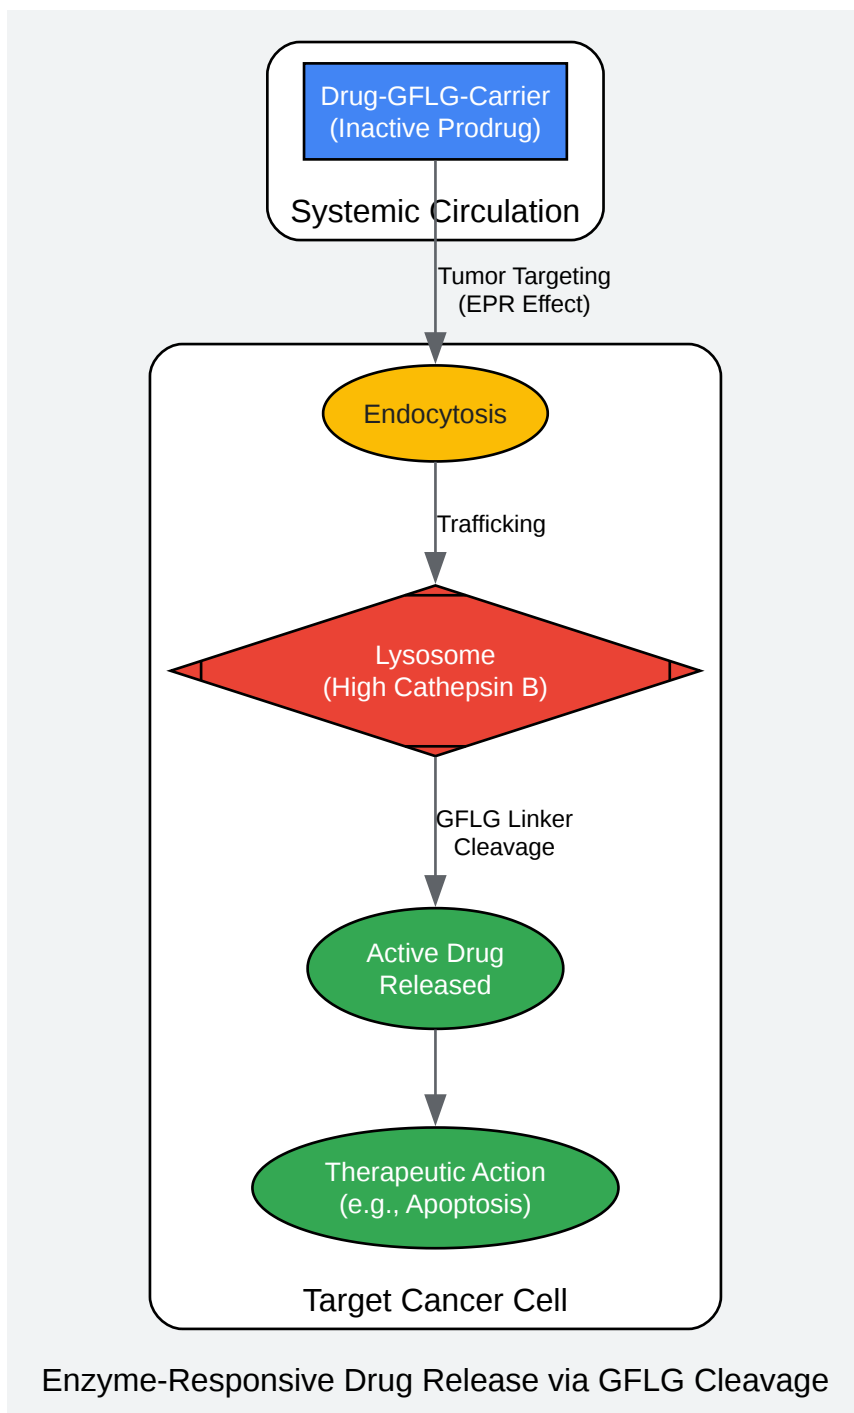 Drug-GFLG-Carrier
(Inactive Prodrug)
Systemic Circulation
Tumor Targeting
(EPR Effect)
Endocytosis
Trafficking
Lysosome
(High Cathepsin B)
GFLG Linker
Cleavage
Active Drug
Released
Therapeutic Action
(e.g., Apoptosis)
Target Cancer Cell
Enzyme-Responsive Drug Release via GFLG Cleavage